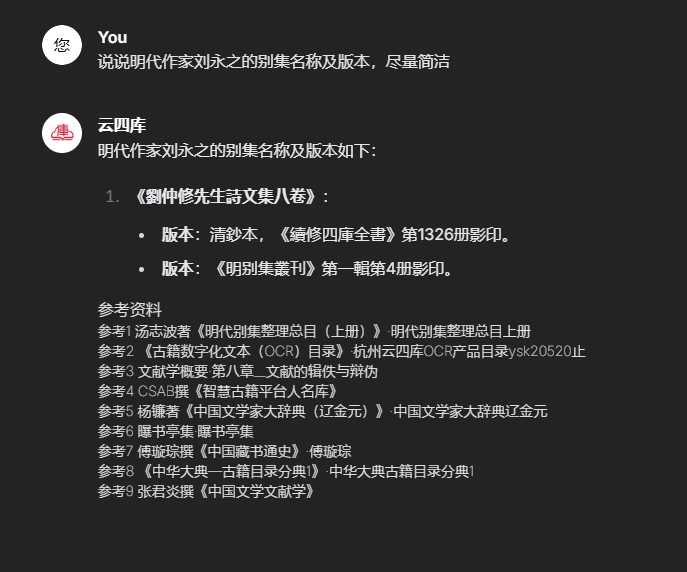 您
You
说说明代作家刘永之的别集名称及版本，尽量简洁
庫
云四库
明代作家刘永之的别集名称及版本如下：
1. 《劉仲修先生詩文集八卷》：
• 版本：清鈔本，《續修四庫全書》第1326册影印。
• 版本：《明别集叢刊》第一輯第4册影印。
参考资料
参考1 汤志波著《明代别集整理总目（上册）》·明代别集整理总目上册
参考2 《古籍数字化文本（OCR）目录》·杭州云四库OCR产品目录ysk20520止
参考3 文献学概要·第八章__文献的辑佚与辩伪
参考4 CSAB撰《智慧古籍平台人名库》
参考5 杨镰著《中国文学家大辞典（辽金元）》·中国文学家大辞典辽金元
参考6 曝书亭集·曝书亭集
参考7 傅璇琮撰《中国藏书通史》·傅璇琮
参考8 《中华大典—古籍目录分典1》·中华大典古籍目录分典1
参考9 张君炎撰《中国文学文献学》